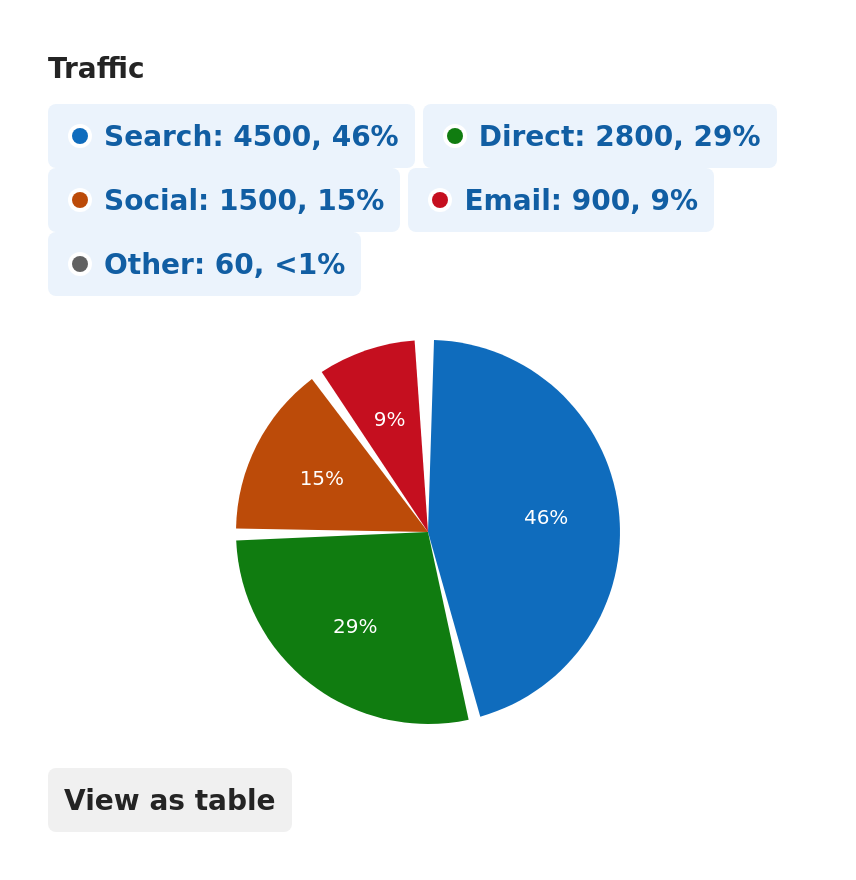 Traffic
Search: 4500, 46% Direct: 2800, 29%
Social: 1500, 15% Email: 900, 9%
Other: 60, <1%
9%
15%
46%
29%
View as table